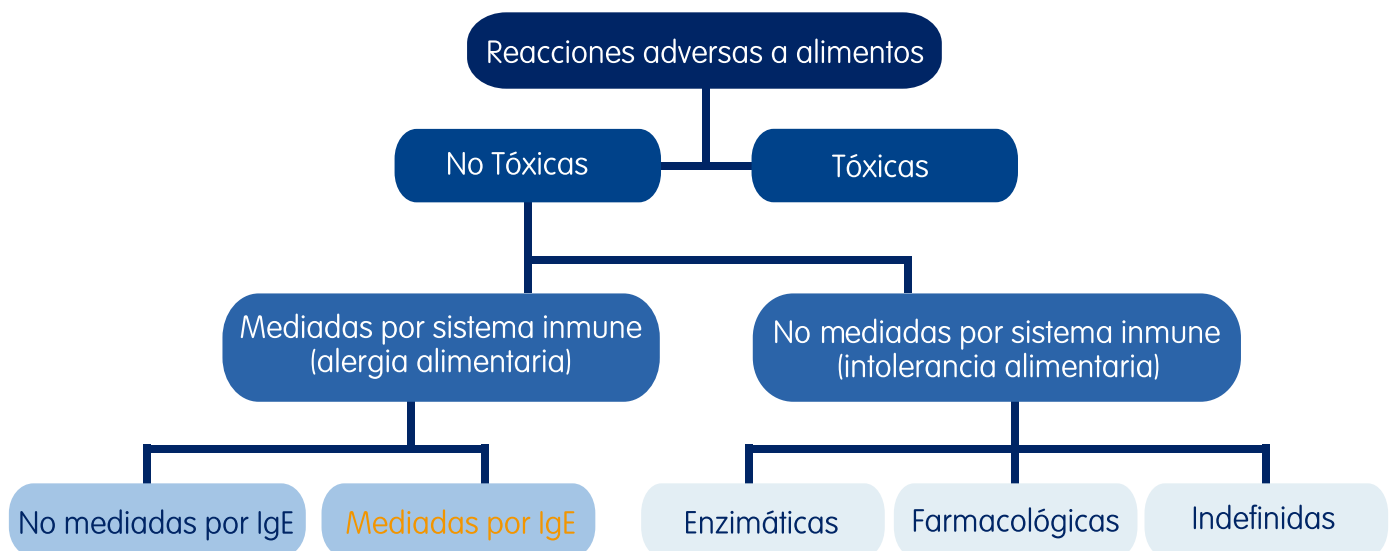 Reacciones adversas a alimentos
No Tóxicas
Tóxicas
Mediadas por sistema inmune
(alergia alimentaria)
No mediadas por sistema inmune
(intolerancia alimentaria)
No mediadas por IgE
Mediadas por IgE
Enzimáticas
Farmacológicas
Indefinidas